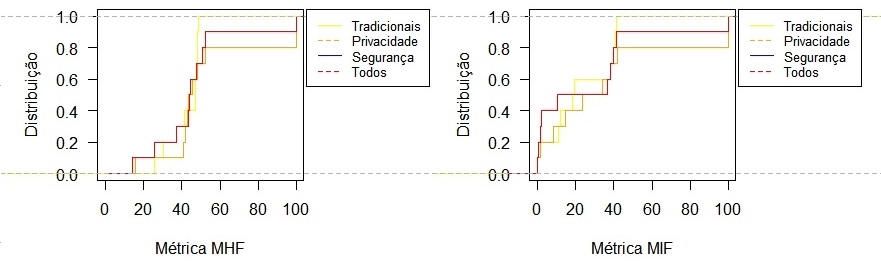 Distribuição
1.0
0.8
0.6
0.4
0.2
0.0
0 20 40 60 80 100
Métrica MHF
Tradicionais
Privacidade
Segurança
Todos
Distribuição
1.0
0.8
0.6
0.4
0.2
0.0
0 20 40 60 80 100
Métrica MIF
Tradicionais
Privacidade
Segurança
Todos